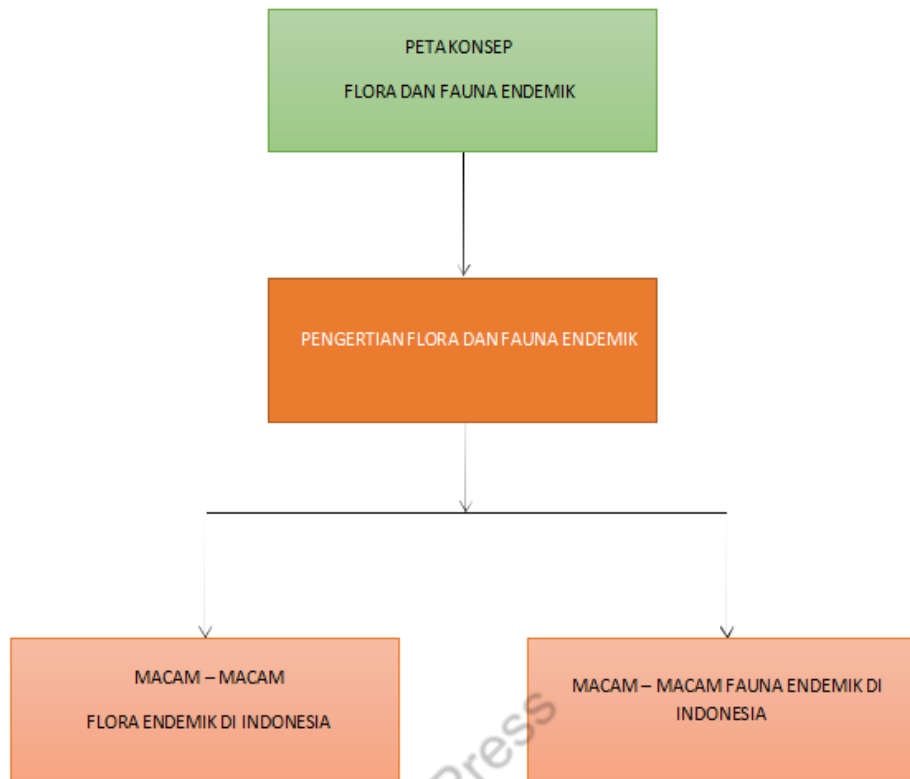 PETA KONSEP
FLORA DAN FAUNA ENDEMIK
PENGERTIAN FLORA DAN FAUNA ENDEMIK
MACAM – MACAM
FLORA ENDEMIK DI INDONESIA
MACAM – MACAM FAUNA ENDEMIK DI
INDONESIA
Press